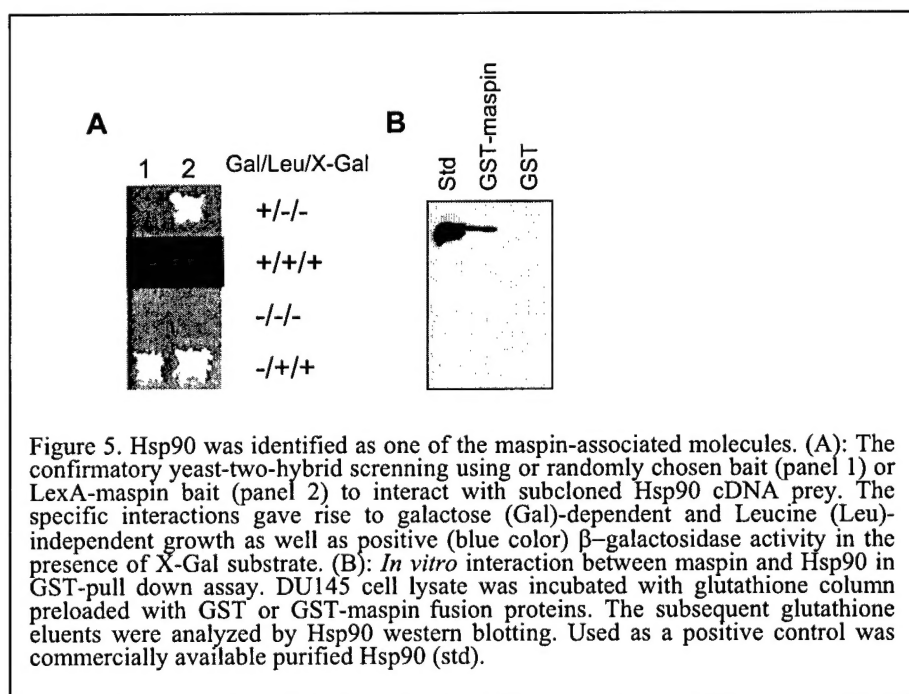 A
1 2 Gal/Leu/X-Gal
+/-/-
+/+/+
-/-/-
-/+/+
B
Std
GST-maspin
GST
Figure 5. Hsp90 was identified as one of the maspin-associated molecules. (A): The
confirmatory yeast-two-hybrid screnning using or randomly chosen bait (panel 1) or
LexA-maspin bait (panel 2) to interact with subcloned Hsp90 cDNA prey. The
specific interactions gave rise to galactose (Gal)-dependent and Leucine (Leu)-
independent growth as well as positive (blue color) β–galactosidase activity in the
presence of X-Gal substrate. (B): In vitro interaction between maspin and Hsp90 in
GST-pull down assay. DU145 cell lysate was incubated with glutathione column
preloaded with GST or GST-maspin fusion proteins. The subsequent glutathione
eluents were analyzed by Hsp90 western blotting. Used as a positive control was
commercially available purified Hsp90 (std).